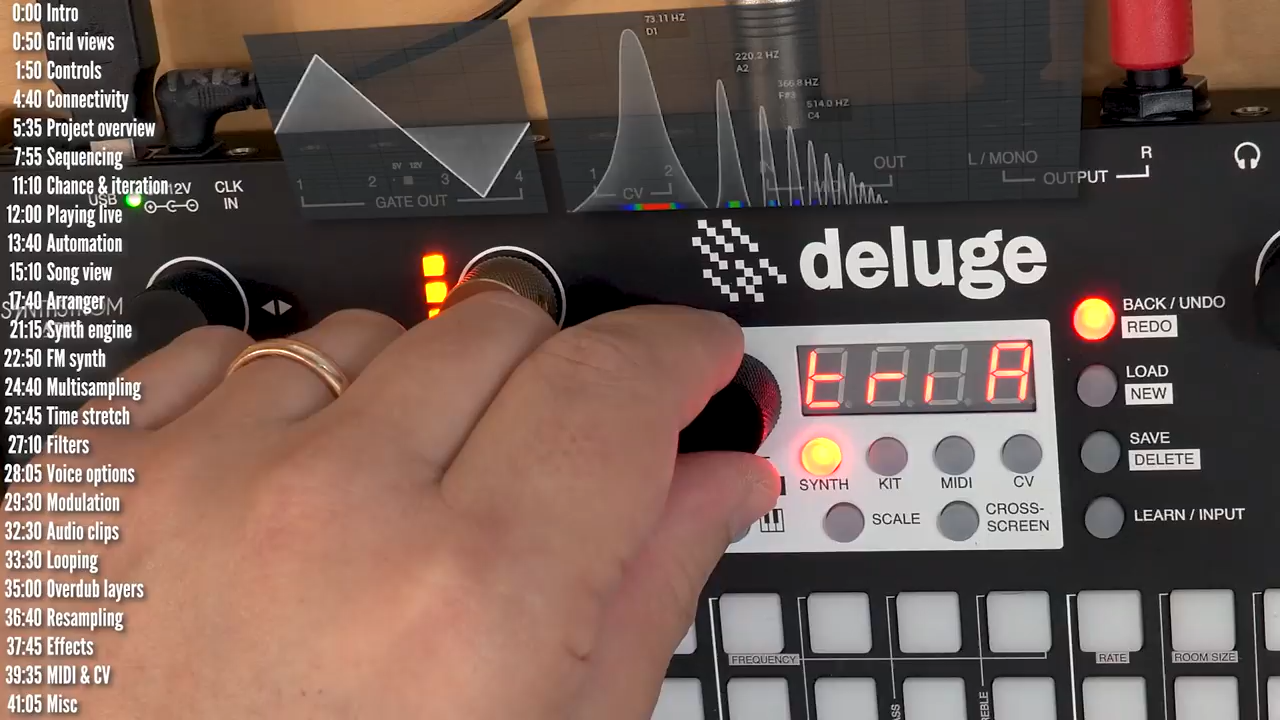 0:00 Intro
0:50 Grid views
1:50 Controls
4:40 Connectivity
5:35 Project overview
7:55 Sequencing
11:10 Chance & iteration
12:00 Playing live
13:40 Automation
15:10 Song view
17:40 Arranger
21:15 Synth engine
22:50 FM synth
24:40 Multisampling
25:45 Time stretch
27:10 Filters
28:05 Voice options
29:30 Modulation
32:30 Audio clips
33:30 Looping
35:00 Overdub layers
36:40 Resampling
37:45 Effects
39:35 MIDI & CV
41:05 Misc
73.11 HZ
D1
220.2 HZ
A2
366.8 HZ
F#3
514.0 HZ
C4
USB
12V
CLK
IN
5V 12V
1 2 3 4
GATE OUT
1 2
CV
OUT
L / MONO
R
OUTPUT
deluge
triA
BACK / UNDO
REDO
LOAD
NEW
SAVE
DELETE
LEARN / INPUT
SYNTH
KIT
MIDI
CV
SCALE
CROSS-
SCREEN
FREQUENCY
RATE
ROOM SIZE